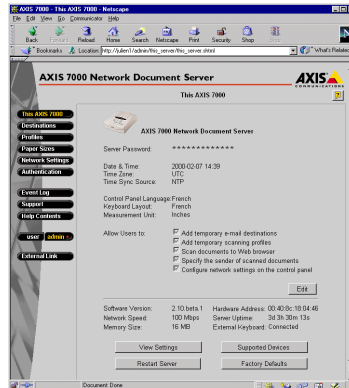 AXIS 7000 - This AXIS 7000 - Netscape
File Edit View Go Communicator Help
Back Forward Reload Home Search Netscape Print Security Shop Stop
Bookmarks Location: http://julien1/admin/this_server/this_server.shtml What's Related
AXIS 7000 Network Document Server
AXIS
COMMUNICATIONS
This AXIS 7000
?
This AXIS 7000
Destinations
Profiles
Paper Sizes
Network Settings
Authentication
Event Log
Support
Help Contents
user admin
External Link
AXIS 7000 Network Document Server
Server Password: *************
Date & Time: 2000-02-07 14:39
Time Zone: UTC
Time Sync Source: NTP
Control Panel Language: French
Keyboard Layout: French
Measurement Unit: Inches
Allow Users to: Add temporary e-mail destinations
Add temporary scanning profiles
Scan documents to Web browser
Specify the sender of scanned documents
Configure network settings on the control panel
Edit
Software Version: 2.10.beta.1 Hardware Address: 00:40:8c:18:04:46
Network Speed: 100 Mbps Server Uptime: 3d 3h 30m 13s
Memory Size: 16 MB External Keyboard: Connected
View Settings Supported Devices
Restart Server Factory Defaults
Document: Done